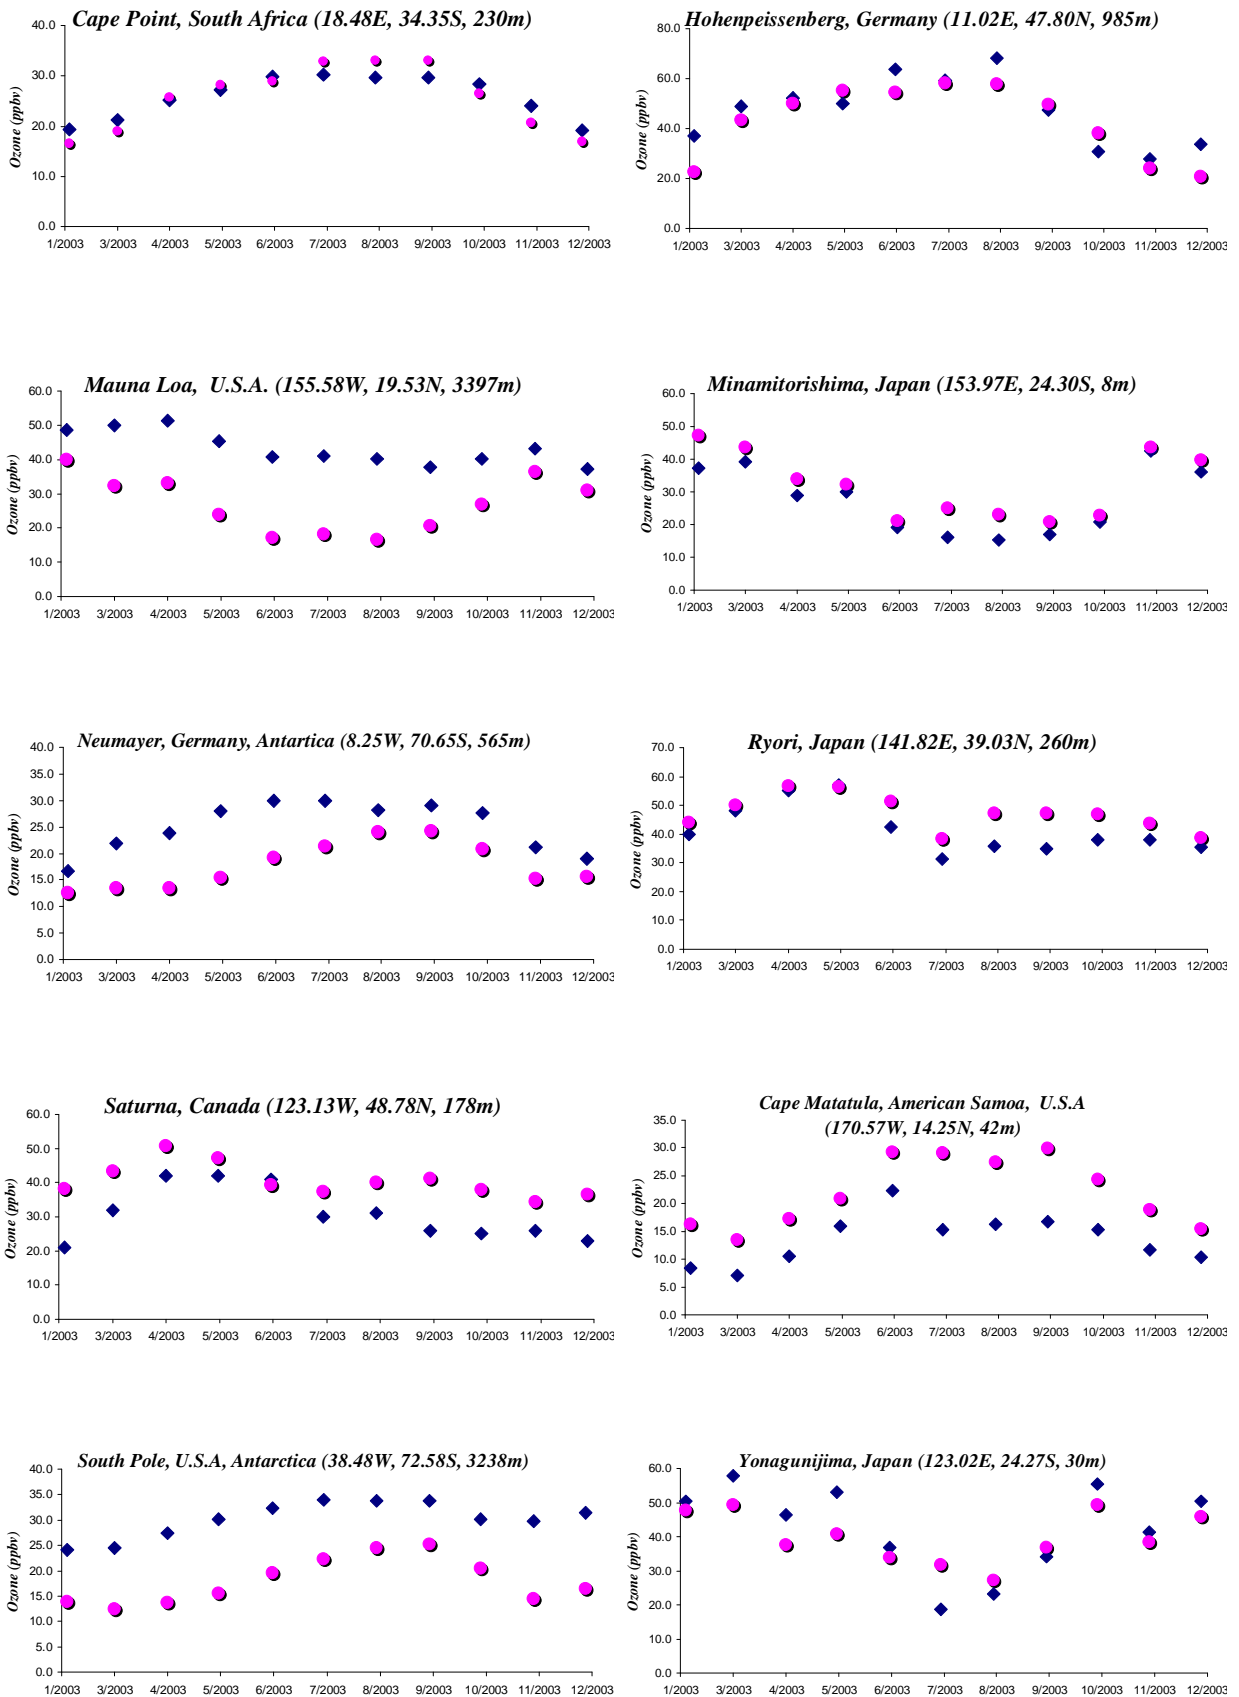 Cape Point, South Africa (18.48E, 34.35S, 230m)
40.0
30.0
20.0
10.0
0.0
Ozone (ppbv)
1/2003 3/2003 4/2003 5/2003 6/2003 7/2003 8/2003 9/2003 10/2003 11/2003 12/2003
Hohenpeissenberg, Germany (11.02E, 47.80N, 985m)
80.0
60.0
40.0
20.0
0.0
Ozone (ppbv)
1/2003 3/2003 4/2003 5/2003 6/2003 7/2003 8/2003 9/2003 10/2003 11/2003 12/2003
Mauna Loa, U.S.A. (155.58W, 19.53N, 3397m)
60.0
50.0
40.0
30.0
20.0
10.0
0.0
Ozone (ppbv)
1/2003 3/2003 4/2003 5/2003 6/2003 7/2003 8/2003 9/2003 10/2003 11/2003 12/2003
Minamitorishima, Japan (153.97E, 24.30S, 8m)
60.0
50.0
40.0
30.0
20.0
10.0
0.0
Ozone (ppbv)
1/2003 3/2003 4/2003 5/2003 6/2003 7/2003 8/2003 9/2003 10/2003 11/2003 12/2003
Neumayer, Germany, Antartica (8.25W, 70.65S, 565m)
40.0
35.0
30.0
25.0
20.0
15.0
10.0
5.0
0.0
Ozone (ppbv)
1/2003 3/2003 4/2003 5/2003 6/2003 7/2003 8/2003 9/2003 10/2003 11/2003 12/2003
Ryori, Japan (141.82E, 39.03N, 260m)
70.0
60.0
50.0
40.0
30.0
20.0
10.0
0.0
Ozone (ppbv)
1/2003 3/2003 4/2003 5/2003 6/2003 7/2003 8/2003 9/2003 10/2003 11/2003 12/2003
Saturna, Canada (123.13W, 48.78N, 178m)
60.0
50.0
40.0
30.0
20.0
10.0
0.0
Ozone (ppbv)
1/2003 3/2003 4/2003 5/2003 6/2003 7/2003 8/2003 9/2003 10/2003 11/2003 12/2003
Cape Matatula, American Samoa, U.S.A
(170.57W, 14.25N, 42m)
35.0
30.0
25.0
20.0
15.0
10.0
5.0
0.0
Ozone (ppbv)
1/2003 3/2003 4/2003 5/2003 6/2003 7/2003 8/2003 9/2003 10/2003 11/2003 12/2003
South Pole, U.S.A, Antarctica (38.48W, 72.58S, 3238m)
40.0
35.0
30.0
25.0
20.0
15.0
10.0
5.0
0.0
Ozone (ppbv)
1/2003 3/2003 4/2003 5/2003 6/2003 7/2003 8/2003 9/2003 10/2003 11/2003 12/2003
Yonagunijima, Japan (123.02E, 24.27S, 30m)
60.0
50.0
40.0
30.0
20.0
10.0
0.0
Ozone (ppbv)
1/2003 3/2003 4/2003 5/2003 6/2003 7/2003 8/2003 9/2003 10/2003 11/2003 12/2003